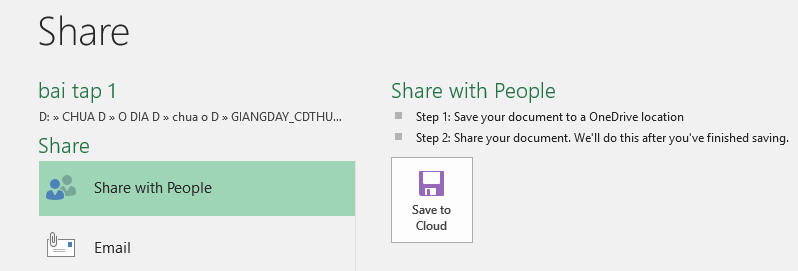 Share
bai tap 1
D: » CHUA D » O DIA D » chua o D » GIANGDAY_CDTHU...
Share
Share with People
Email
Share with People
Step 1: Save your document to a OneDrive location
Step 2: Share your document. We'll do this after you've finished saving.
Save to
Cloud